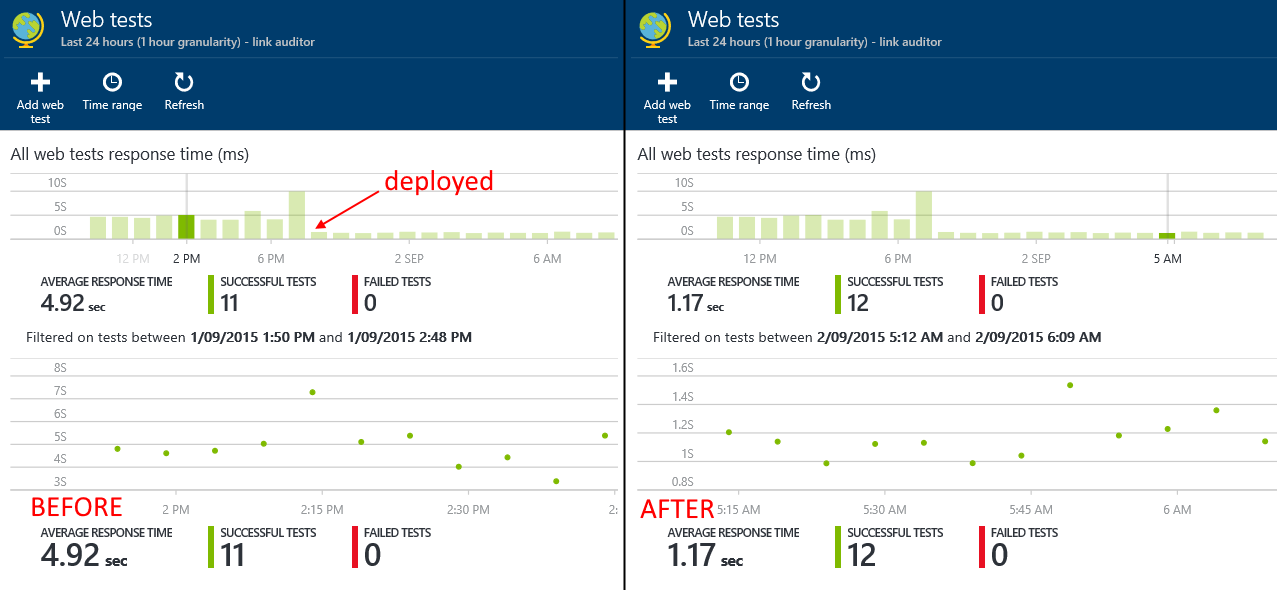 Web tests
Last 24 hours (1 hour granularity) - link auditor
Add web test
Time range
Refresh
All web tests response time (ms)
deployed
10S
5S
0S
12 PM
2 PM
6 PM
2 SEP
6 AM
AVERAGE RESPONSE TIME
4.92 sec
SUCCESSFUL TESTS
11
FAILED TESTS
0
Filtered on tests between 1/09/2015 1:50 PM and 1/09/2015 2:48 PM
8S
7S
6S
5S
4S
3S
BEFORE
2 PM
2:15 PM
2:30 PM
2:
AVERAGE RESPONSE TIME
4.92 sec
SUCCESSFUL TESTS
11
FAILED TESTS
0
Web tests
Last 24 hours (1 hour granularity) - link auditor
Add web test
Time range
Refresh
All web tests response time (ms)
10S
5S
0S
12 PM
6 PM
2 SEP
5 AM
AVERAGE RESPONSE TIME
1.17 sec
SUCCESSFUL TESTS
12
FAILED TESTS
0
Filtered on tests between 2/09/2015 5:12 AM and 2/09/2015 6:09 AM
1.6S
1.4S
1.2S
1S
0.8S
AFTER
5:15 AM
5:30 AM
5:45 AM
6 AM
AVERAGE RESPONSE TIME
1.17 sec
SUCCESSFUL TESTS
12
FAILED TESTS
0